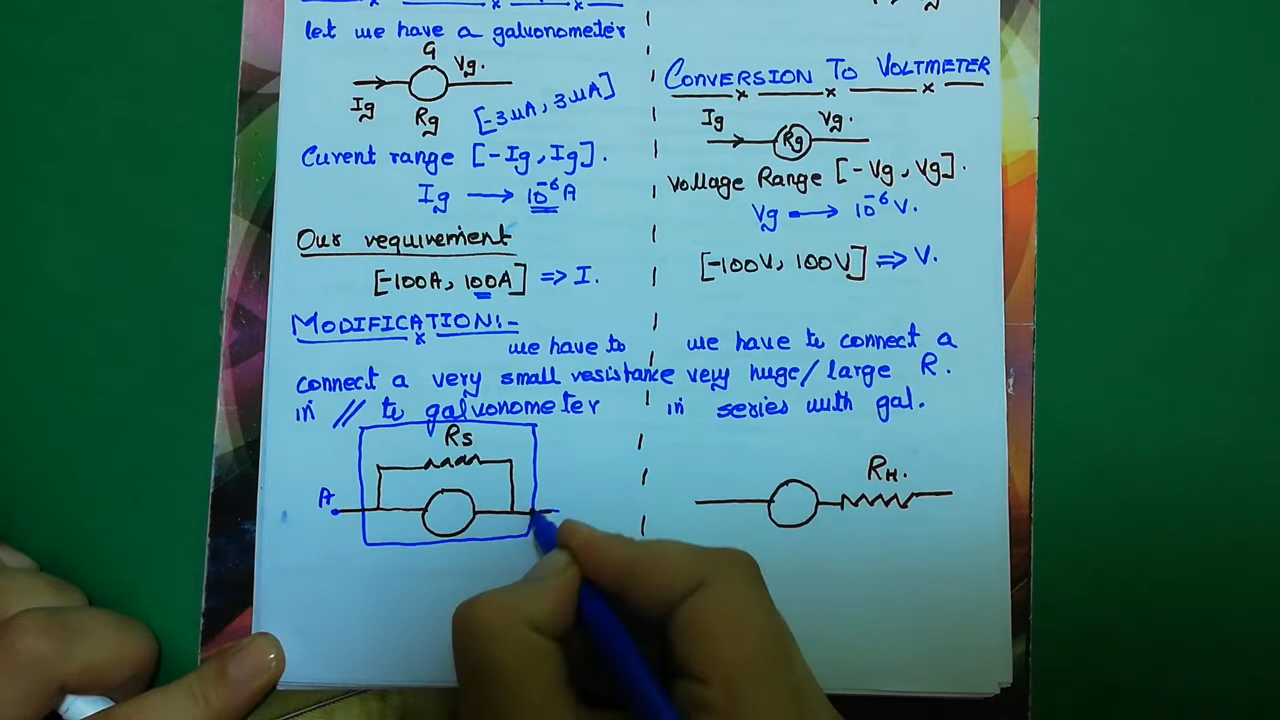 let we have a galvonometer
G
Vg.
Ig
Rg
[-3μA, 3μA]
Curent range [-Ig, Ig].
Ig → 10⁻⁶A
Our requirement
[-100A, 100A] ⇒ I.
MODIFICATION:-
we have to
connect a very small resistance
in // to galvonometer
Rs
A
CONVERSION TO VOLTMETER
Ig
Vg.
Rg
Voltage Range [-Vg, Vg].
Vg → 10⁻⁶V.
[-100V, 100V] ⇒ V.
we have to connect a
very huge/large R.
in series with gal.
RH.